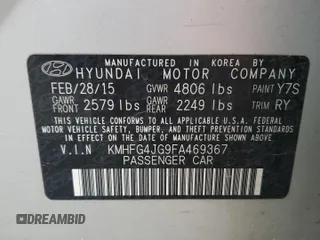 MANUFACTURED IN KOREA BY
HYUNDAI MOTOR COMPANY
FEB/28/15 GVWR 4806 lbs PAINT Y7S
GAWR FRONT 2579 lbs GAWR REAR 2249 lbs TRIM RY
THIS VEHICLE CONFORMS TO ALL APPLICABLE
FEDERAL MOTOR VEHICLE SAFETY, BUMPER,
AND THEFT PREVENTION STANDARDS IN EFFECT
ON THE DATE OF MANUFACTURE SHOWN ABOVE.
V.I.N KMHFG4JG9FA469367
PASSENGER CAR
© DREAMBID
DREAMBID.COM